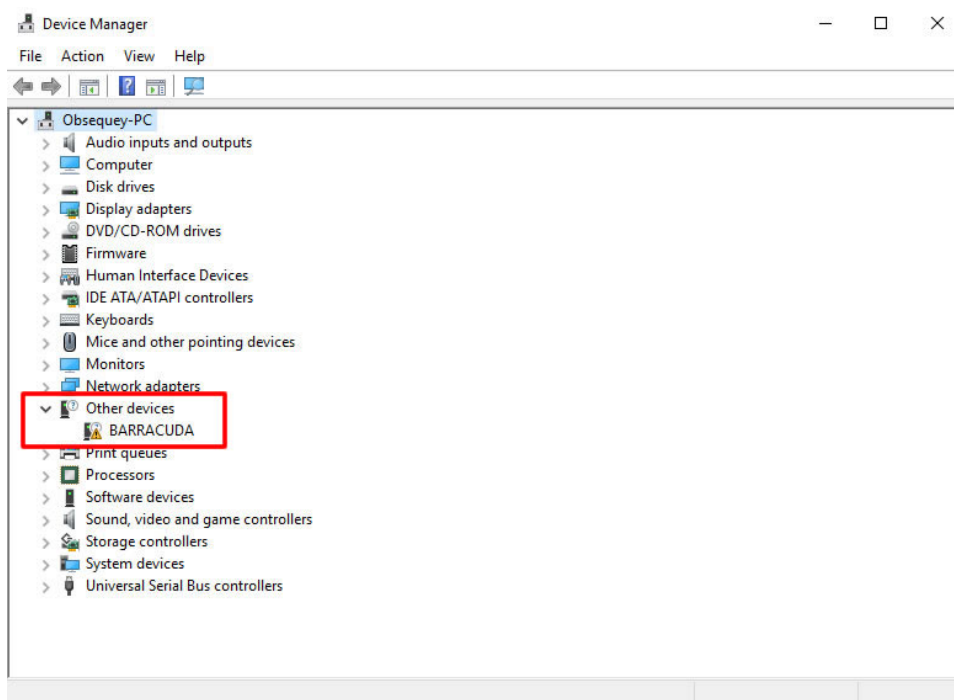 Device Manager
File Action View Help
Obsequey-PC
Audio inputs and outputs
Computer
Disk drives
Display adapters
DVD/CD-ROM drives
Firmware
Human Interface Devices
IDE ATA/ATAPI controllers
Keyboards
Mice and other pointing devices
Monitors
Network adapters
Other devices
BARRACUDA
Print queues
Processors
Software devices
Sound, video and game controllers
Storage controllers
System devices
Universal Serial Bus controllers